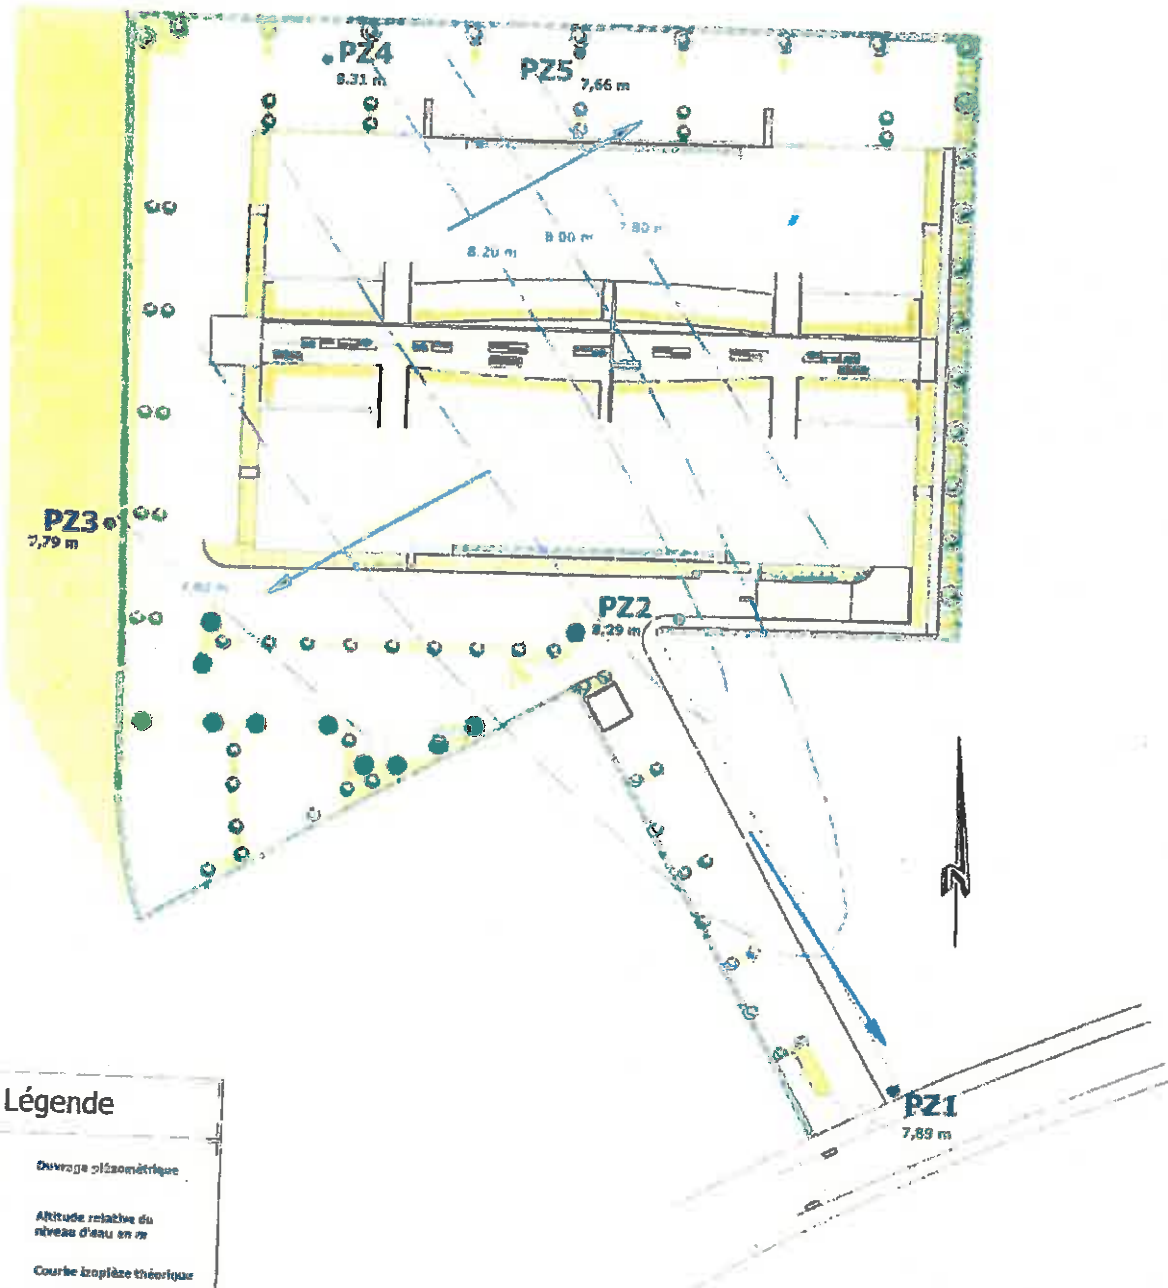 PZ4
8.31 m
PZ5
7,66 m
8.20 m
8.00 m
7.80 m
PZ3
7,79 m
PZ2
8,29 m
PZ1
7,89 m
Légende
Ouvrage piézométrique
Altitude relative du
niveau d'eau en m
Courbe izopièze théorique